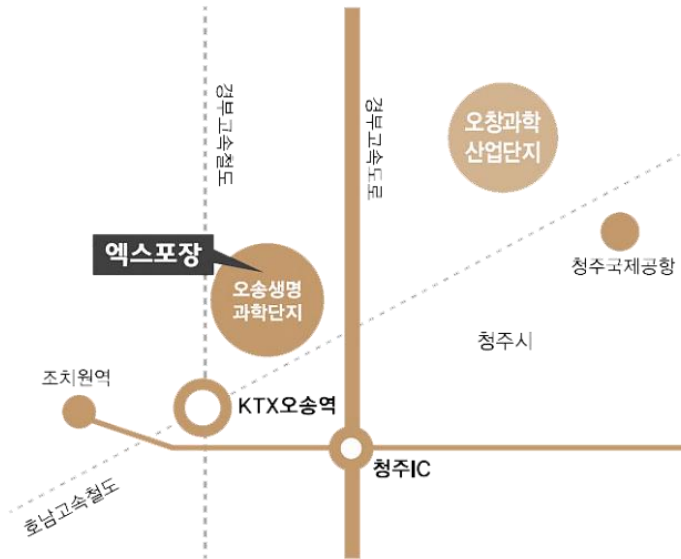 경부고속철도
경부고속도로
오창과학
산업단지
엑스포장
청주국제공항
오송생명
과학단지
청주시
조치원역
KTX오송역
청주IC
호남고속철도